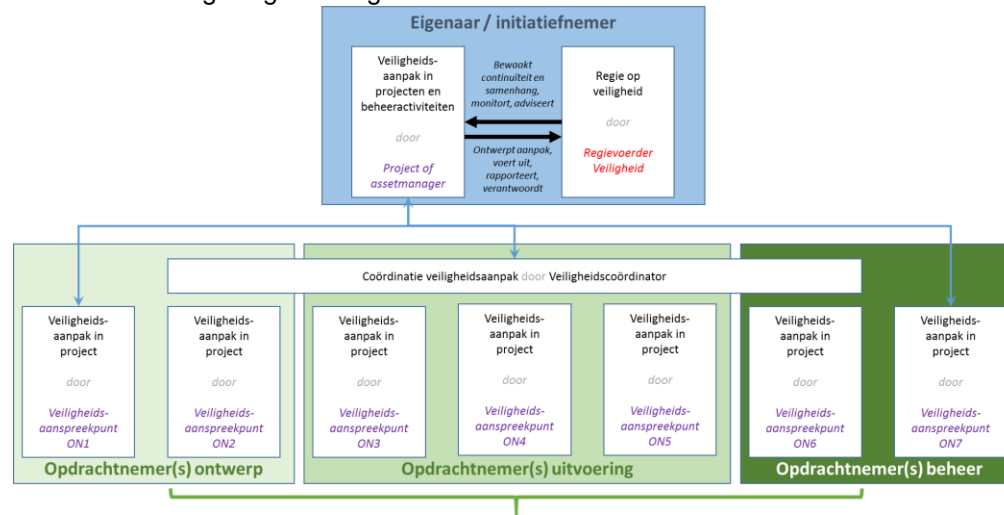 Eigenaar / initiatiefnemer
Veiligheids-
aanpak in
projecten en
beheeractiviteiten
door
Project of
assetmanager
Bewaakt
continuïteit en
samenhang,
monitort, adviseert
Ontwerpt aanpak,
voert uit,
rapporteert,
verantwoordt
Regie op
veiligheid
door
Regievoerder
Veiligheid
Coördinatie veiligheidsaanpak door Veiligheidscoördinator
Veiligheids-
aanpak in
project
door
Veiligheids-
aanspreekpunt
ON1
Veiligheids-
aanpak in
project
door
Veiligheids-
aanspreekpunt
ON2
Opdrachtnemer(s) ontwerp
Veiligheids-
aanpak in
project
door
Veiligheids-
aanspreekpunt
ON3
Veiligheids-
aanpak in
project
door
Veiligheids-
aanspreekpunt
ON4
Veiligheids-
aanpak in
project
door
Veiligheids-
aanspreekpunt
ON5
Opdrachtnemer(s) uitvoering
Veiligheids-
aanpak in
project
door
Veiligheids-
aanspreekpunt
ON6
Veiligheids-
aanpak in
project
door
Veiligheids-
aanspreekpunt
ON7
Opdrachtnemer(s) beheer